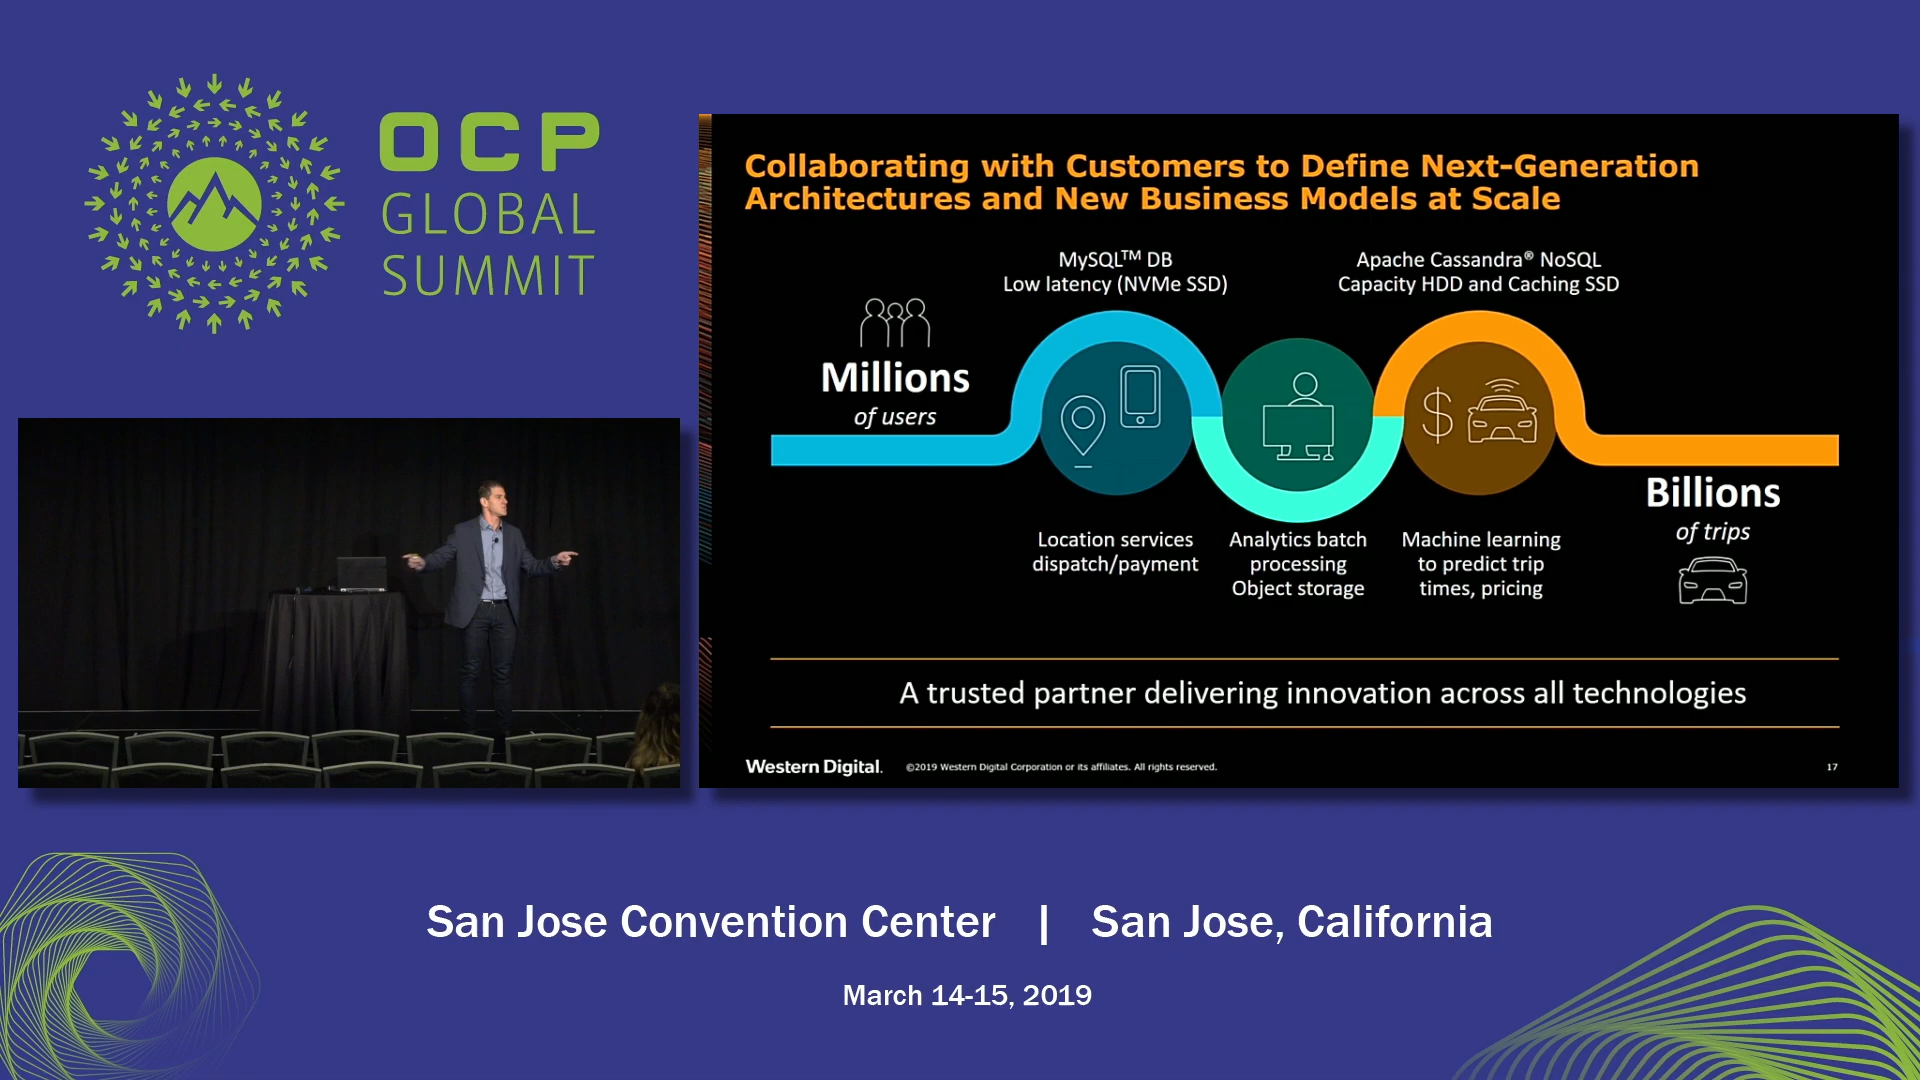 OCP
GLOBAL
SUMMIT
Collaborating with Customers to Define Next-Generation
Architectures and New Business Models at Scale
MySQL™ DB
Low latency (NVMe SSD)
Apache Cassandra® NoSQL
Capacity HDD and Caching SSD
Millions
of users
Billions
of trips
Location services
dispatch/payment
Analytics batch
processing
Object storage
Machine learning
to predict trip
times, pricing
$
A trusted partner delivering innovation across all technologies
Western Digital. ©2019 Western Digital Corporation or its affiliates. All rights reserved. 17
San Jose Convention Center | San Jose, California
March 14-15, 2019